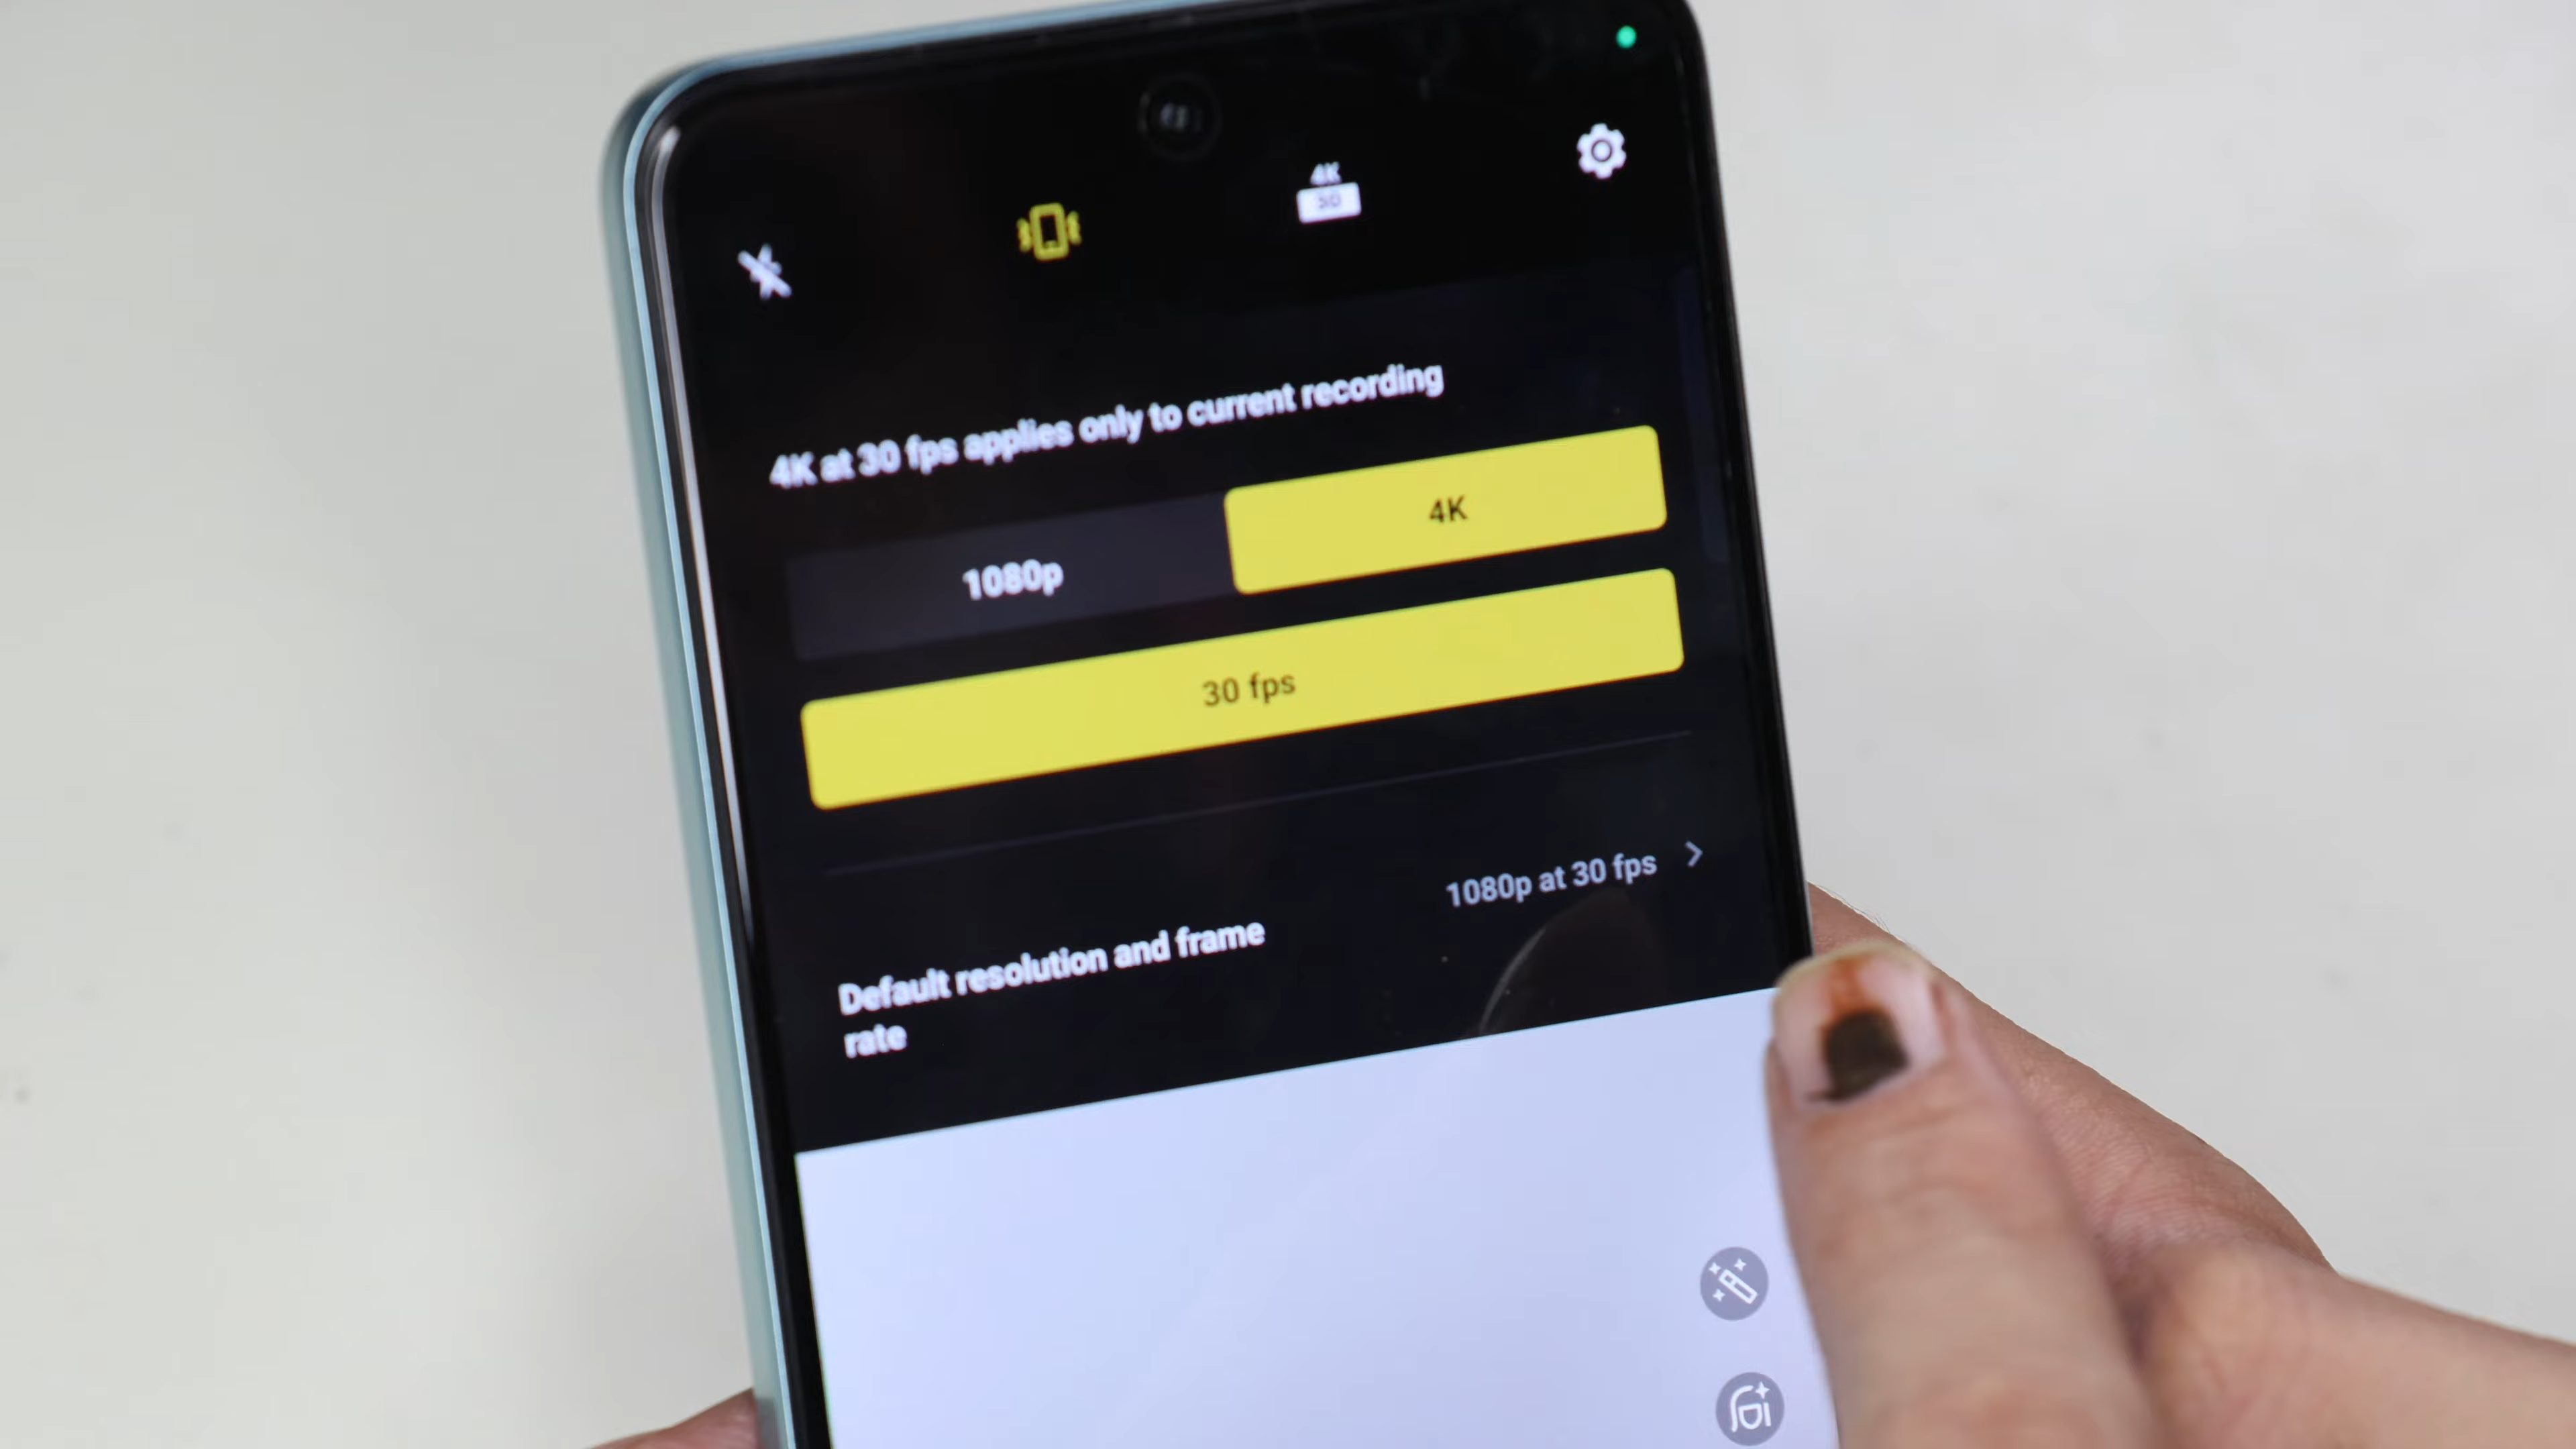 4K
30
4K at 30 fps applies only to current recording
1080p
4K
30 fps
1080p at 30 fps
Default resolution and frame
rate